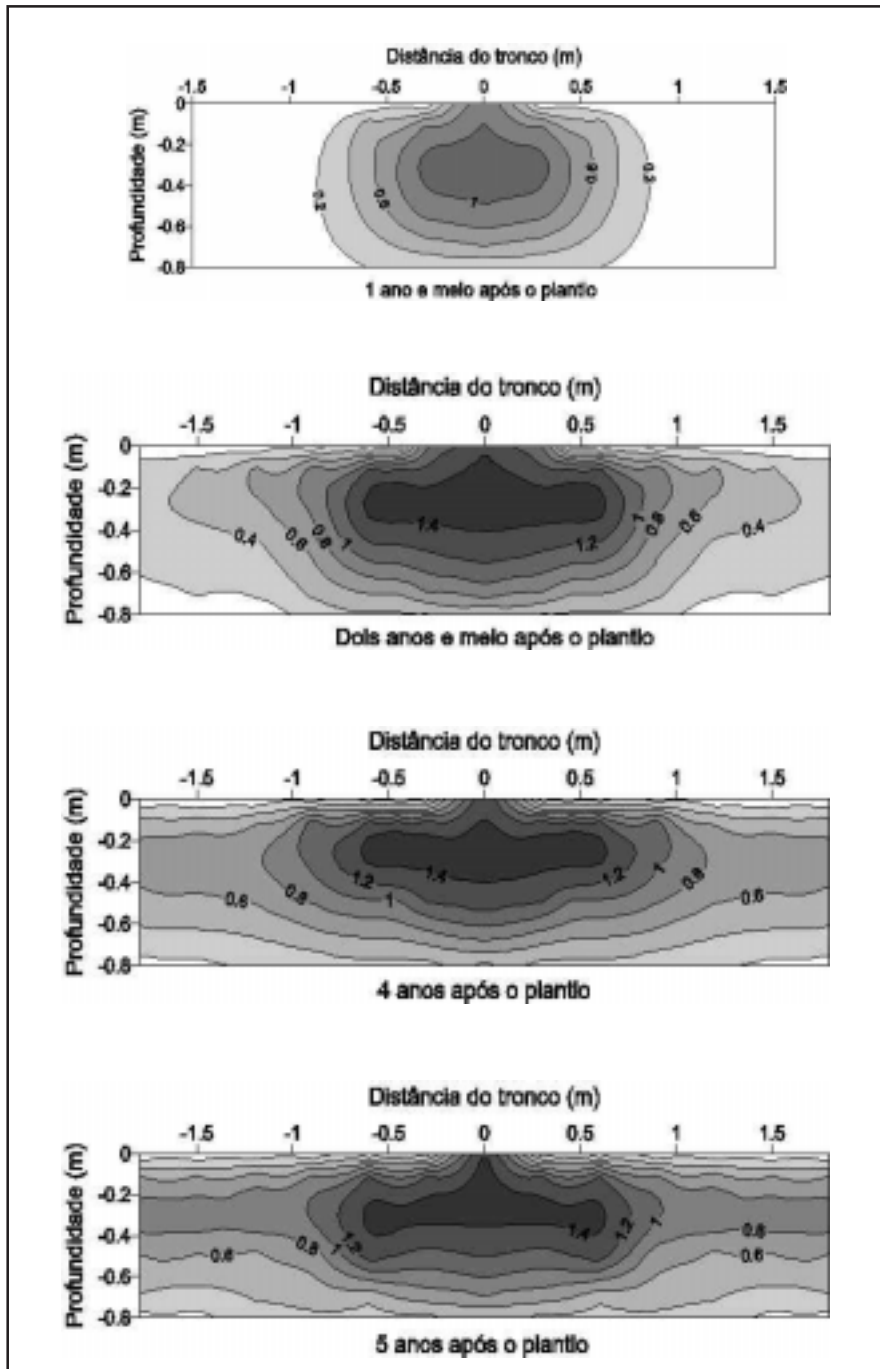 Distância do tronco (m)
-1.5 -1 -0.5 0 0.5 1 1.5
Profundidade (m)
0
-0.2
-0.4
-0.6
-0.8
1
1 ano e meio após o plantio
Distância do tronco (m)
-1.5 -1 -0.5 0 0.5 1 1.5
Profundidade (m)
0
-0.2
-0.4
-0.6
-0.8
0.4 1 1.4 1.2 1 0.8 0.6 0.4
Dois anos e meio após o plantio
Distância do tronco (m)
-1.5 -1 -0.5 0 0.5 1 1.5
Profundidade (m)
0
-0.2
-0.4
-0.6
-0.8
0.6 0.8 1.2 1 1.4 1.2 1 0.8 0.6
4 anos após o plantio
Distância do tronco (m)
-1.5 -1 -0.5 0 0.5 1 1.5
Profundidade (m)
0
-0.2
-0.4
-0.6
-0.8
0.6 0.8 1 1.2 1.4 1.2 1 0.6
5 anos após o plantio